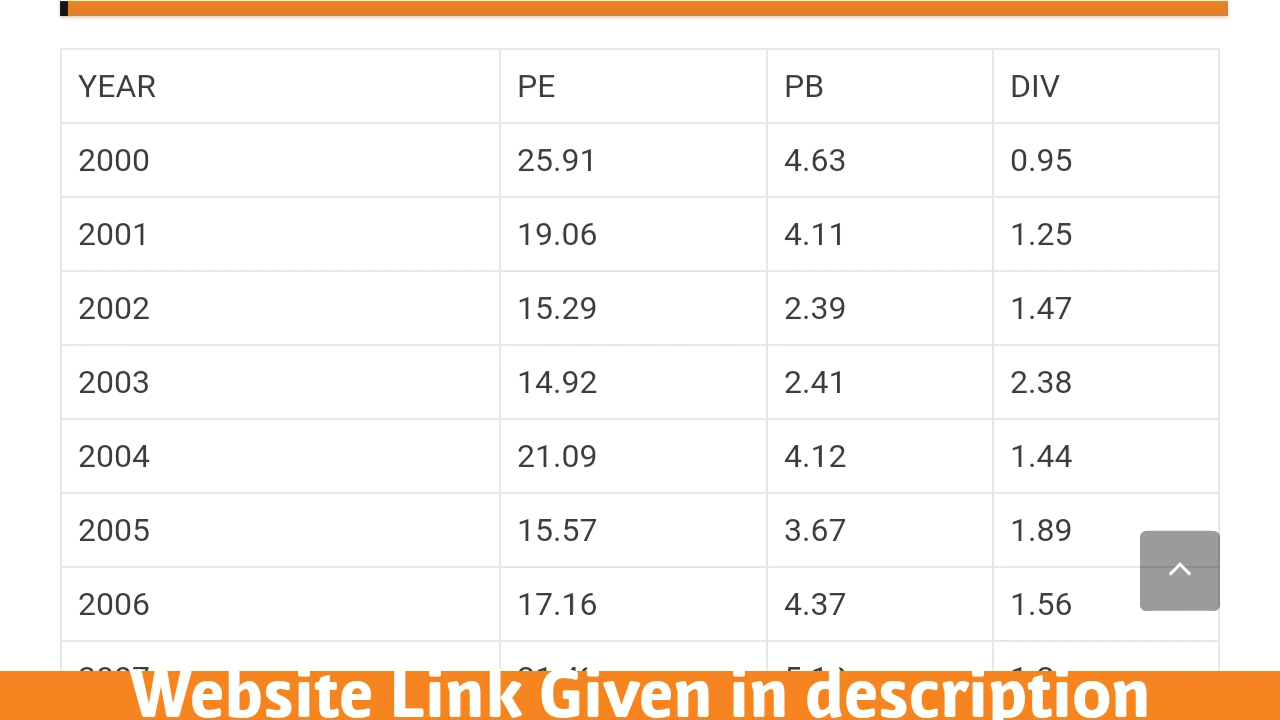 YEAR PE PB DIV
2000 25.91 4.63 0.95
2001 19.06 4.11 1.25
2002 15.29 2.39 1.47
2003 14.92 2.41 2.38
2004 21.09 4.12 1.44
2005 15.57 3.67 1.89
2006 17.16 4.37 1.56
2007
Website Link Given in description